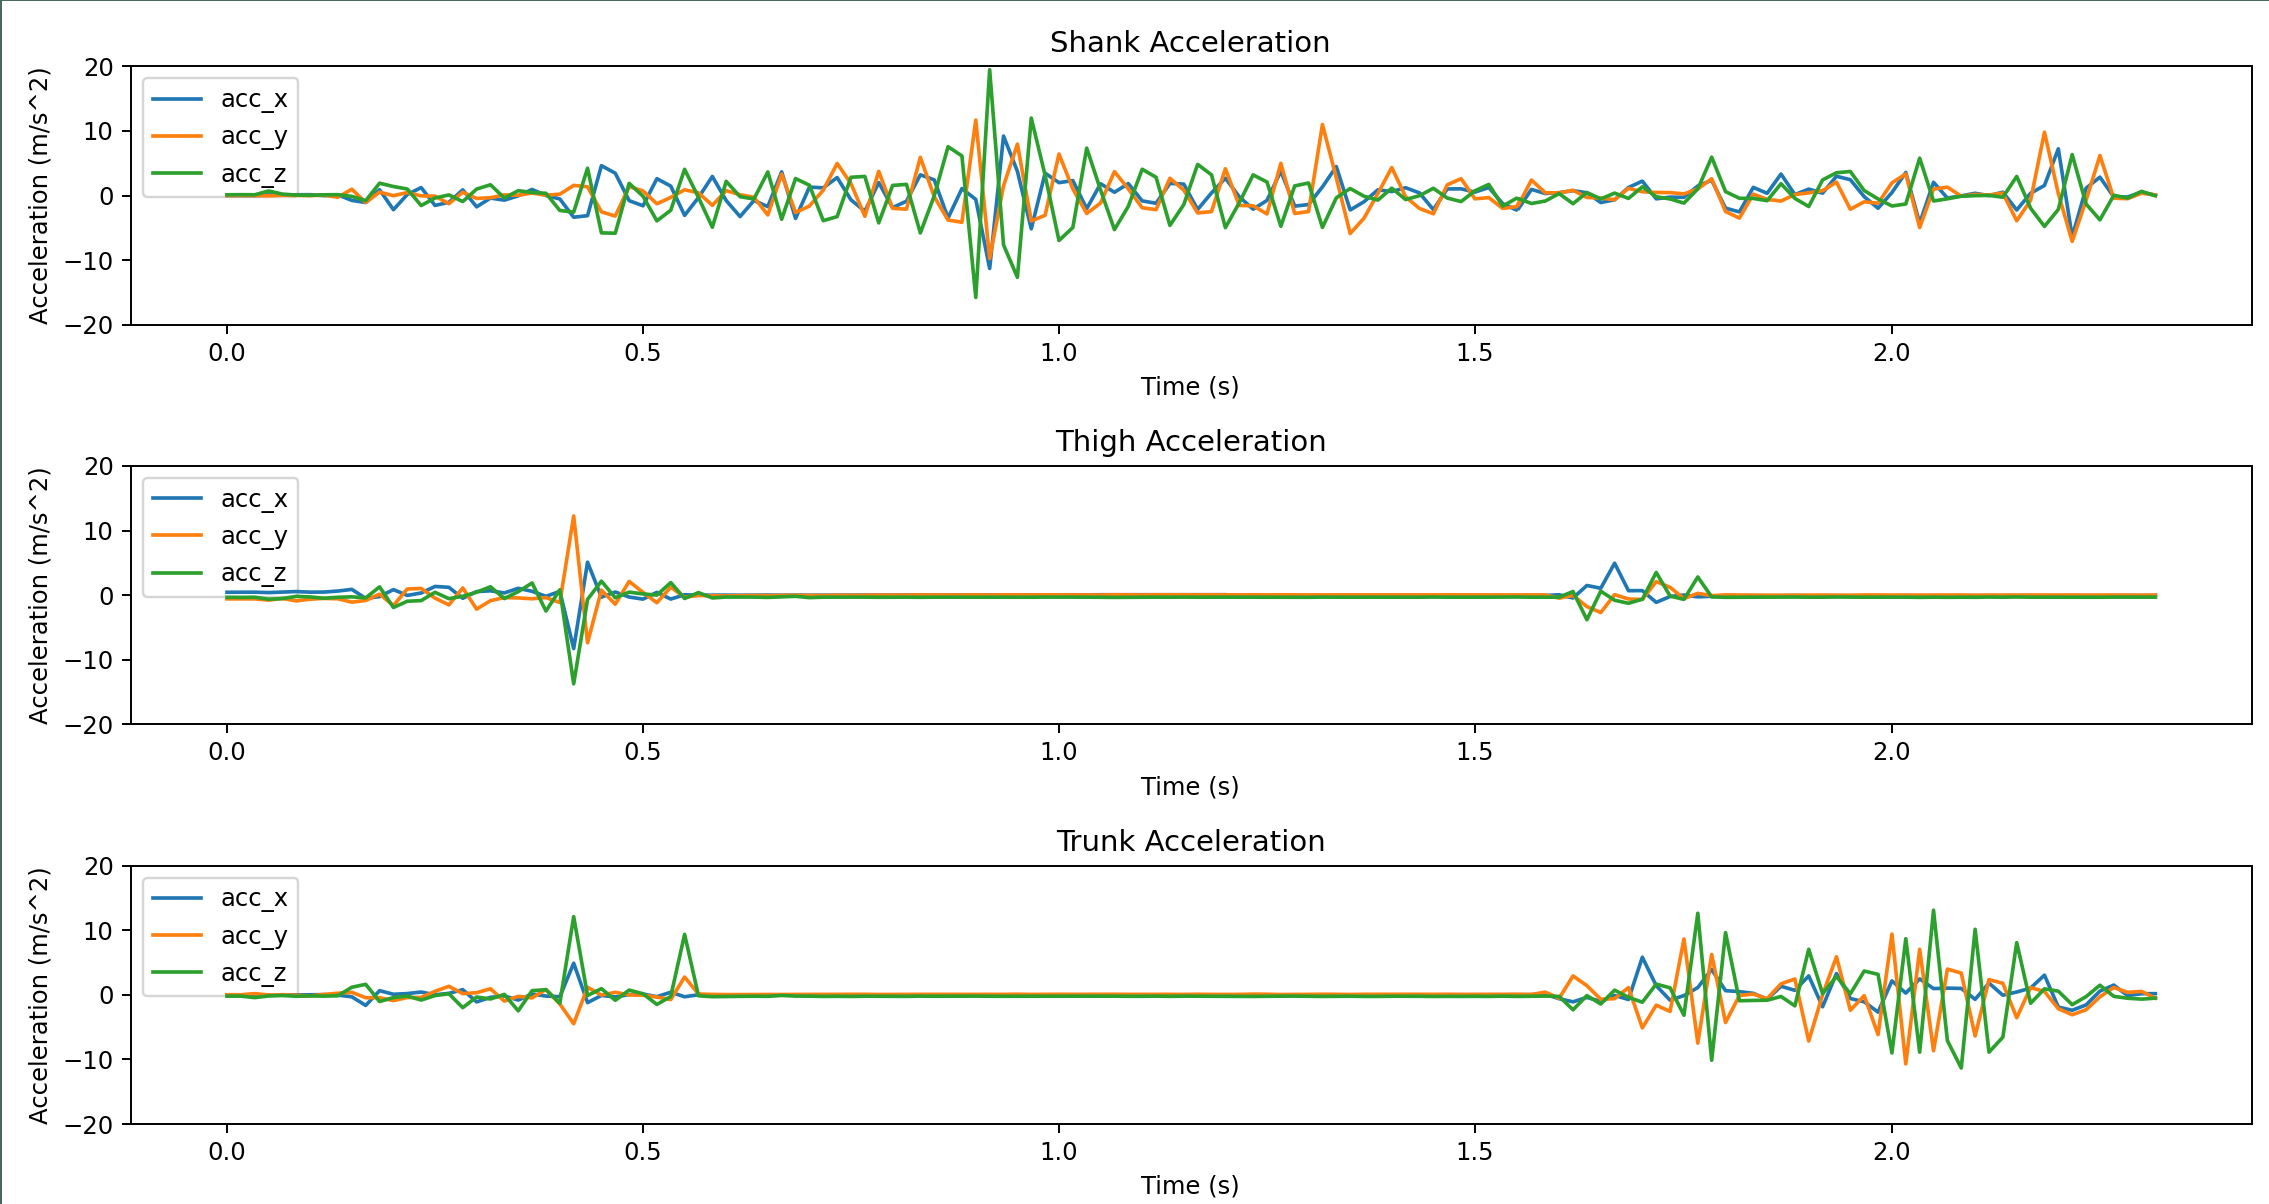 Shank Acceleration
Acceleration (m/s^2)
20
10
0
−10
−20
acc_x
acc_y
acc_z
0.0 0.5 1.0 1.5 2.0
Time (s)
Thigh Acceleration
Acceleration (m/s^2)
20
10
0
−10
−20
acc_x
acc_y
acc_z
0.0 0.5 1.0 1.5 2.0
Time (s)
Trunk Acceleration
Acceleration (m/s^2)
20
10
0
−10
−20
acc_x
acc_y
acc_z
0.0 0.5 1.0 1.5 2.0
Time (s)